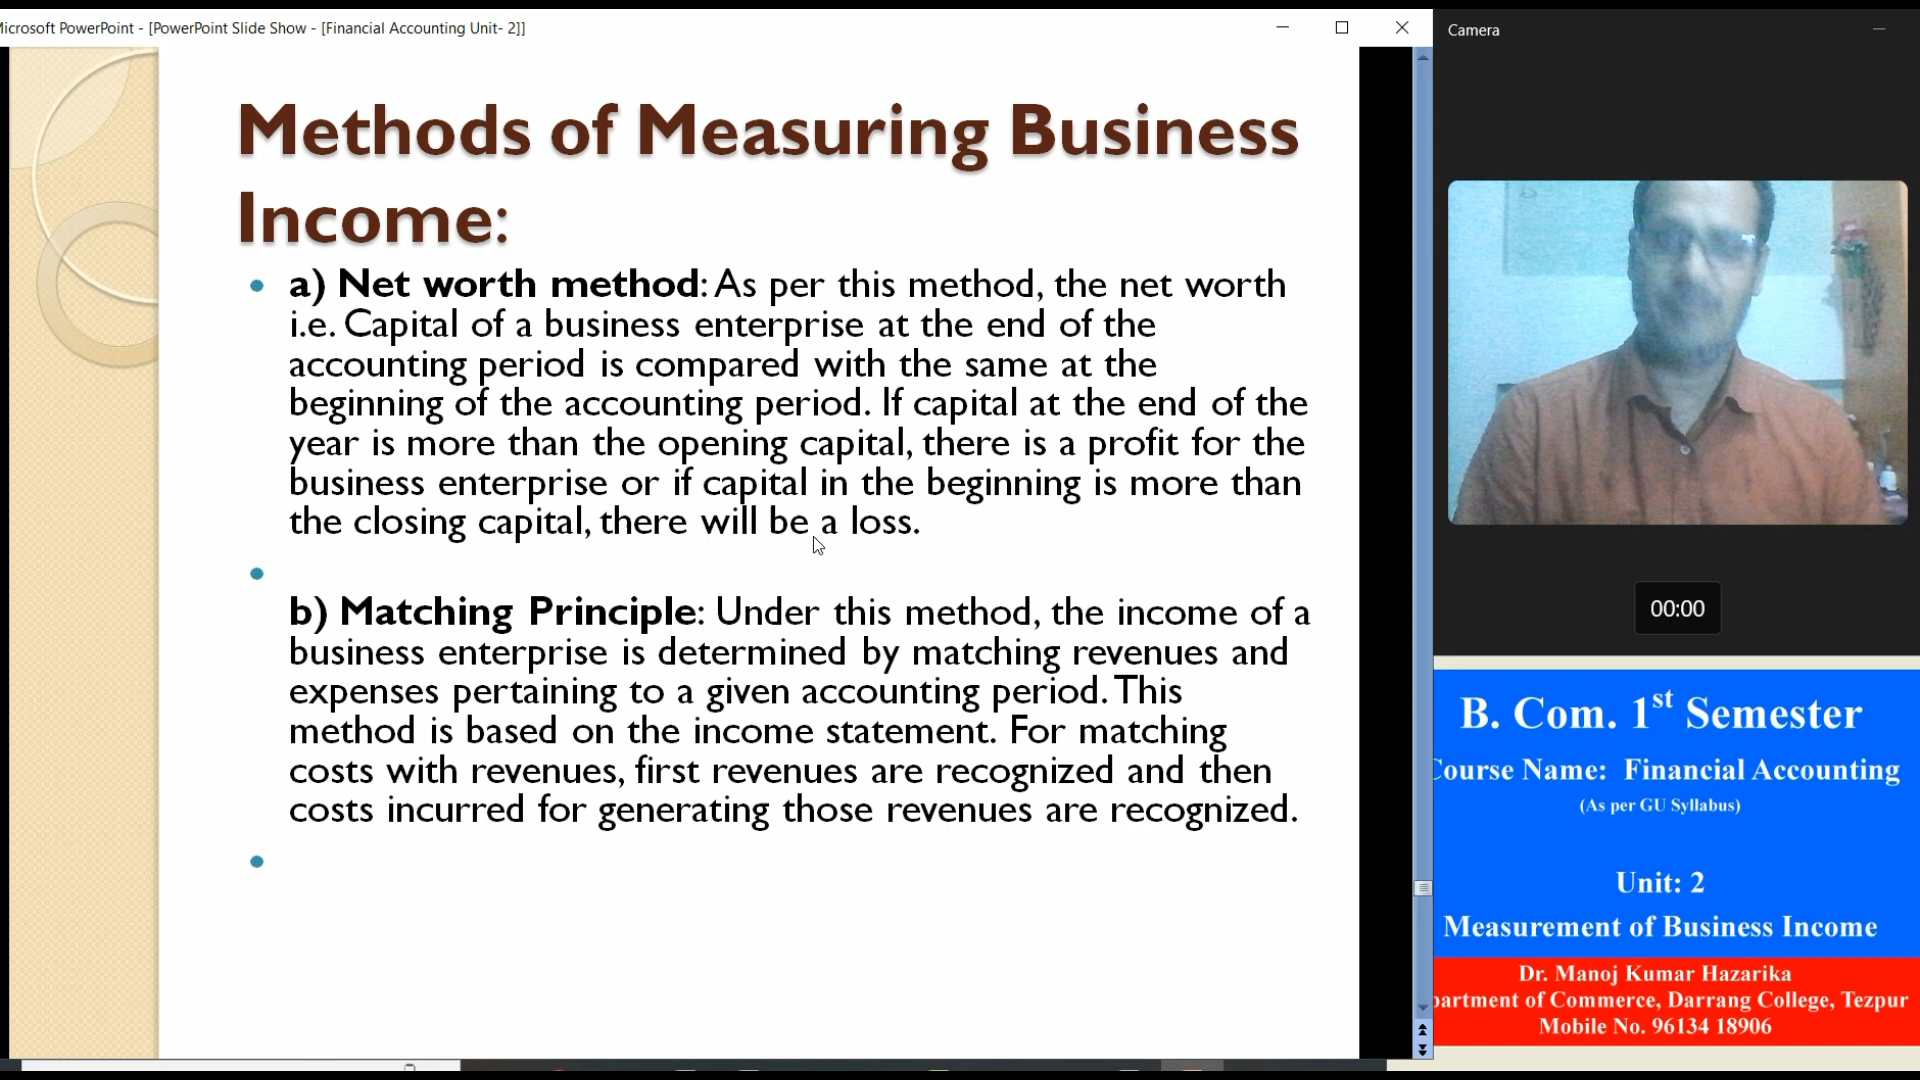 Microsoft PowerPoint - [PowerPoint Slide Show - [Financial Accounting Unit- 2]]
Methods of Measuring Business
Income:
a) Net worth method: As per this method, the net worth
i.e. Capital of a business enterprise at the end of the
accounting period is compared with the same at the
beginning of the accounting period. If capital at the end of the
year is more than the opening capital, there is a profit for the
business enterprise or if capital in the beginning is more than
the closing capital, there will be a loss.
b) Matching Principle: Under this method, the income of a
business enterprise is determined by matching revenues and
expenses pertaining to a given accounting period. This
method is based on the income statement. For matching
costs with revenues, first revenues are recognized and then
costs incurred for generating those revenues are recognized.
Camera
00:00
B. Com. 1st Semester
Course Name: Financial Accounting
(As per GU Syllabus)
Unit: 2
Measurement of Business Income
Dr. Manoj Kumar Hazarika
partment of Commerce, Darrang College, Tezpur
Mobile No. 96134 18906